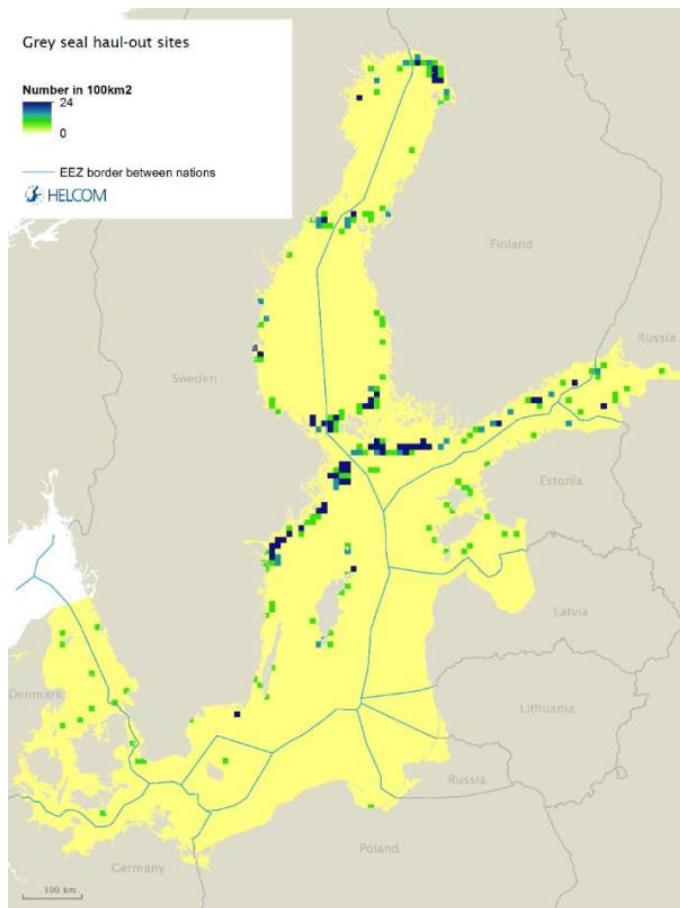 Grey seal haul-out sites
Number in 100km2
24
0
EEZ border between nations
HELCOM
Finland
Russia
Sweden
Estonia
Latvia
Denmark
Lithuania
Russia
Poland
Germany
100 km